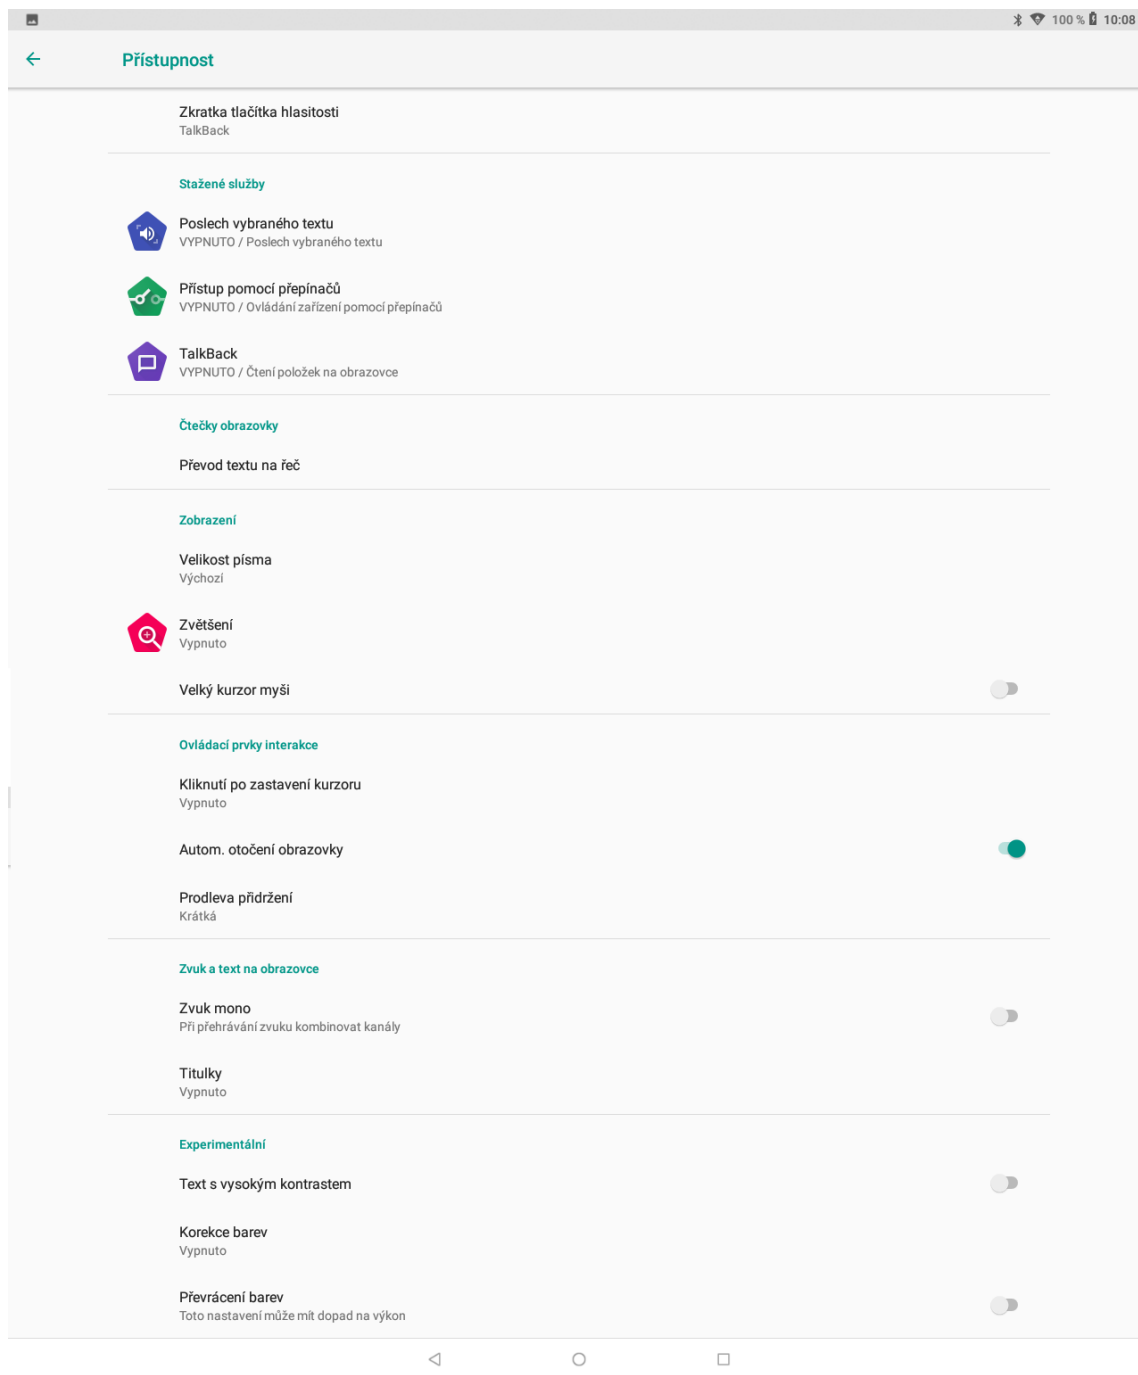 100 % 10:08
Přístupnost
Zkratka tlačítka hlasitosti
TalkBack
Stažené služby
Poslech vybraného textu
VYPNUTO / Poslech vybraného textu
Přístup pomocí přepínačů
VYPNUTO / Ovládání zařízení pomocí přepínačů
TalkBack
VYPNUTO / Čtení položek na obrazovce
Čtečky obrazovky
Převod textu na řeč
Zobrazení
Velikost písma
Výchozí
Zvětšení
Vypnuto
Velký kurzor myši
Ovládací prvky interakce
Kliknutí po zastavení kurzoru
Vypnuto
Autom. otočení obrazovky
Prodleva přidržení
Krátká
Zvuk a text na obrazovce
Zvuk mono
Při přehrávání zvuku kombinovat kanály
Titulky
Vypnuto
Experimentální
Text s vysokým kontrastem
Korekce barev
Vypnuto
Převrácení barev
Toto nastavení může mít dopad na výkon